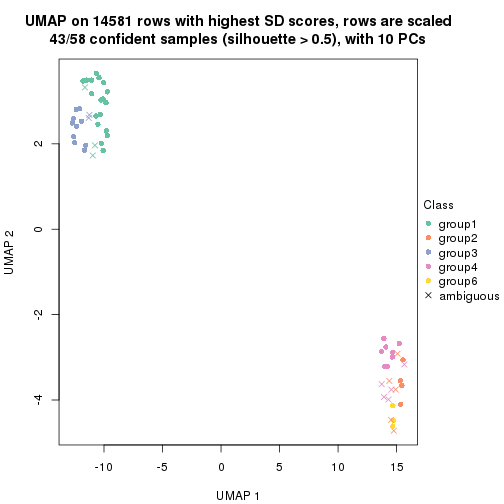 UMAP on 14581 rows with highest SD scores, rows are scaled
43/58 confident samples (silhouette > 0.5), with 10 PCs
2
0
-2
-4
UMAP 2
-10
-5
0
5
10
15
UMAP 1
Class
group1
group2
group3
group4
group6
ambiguous